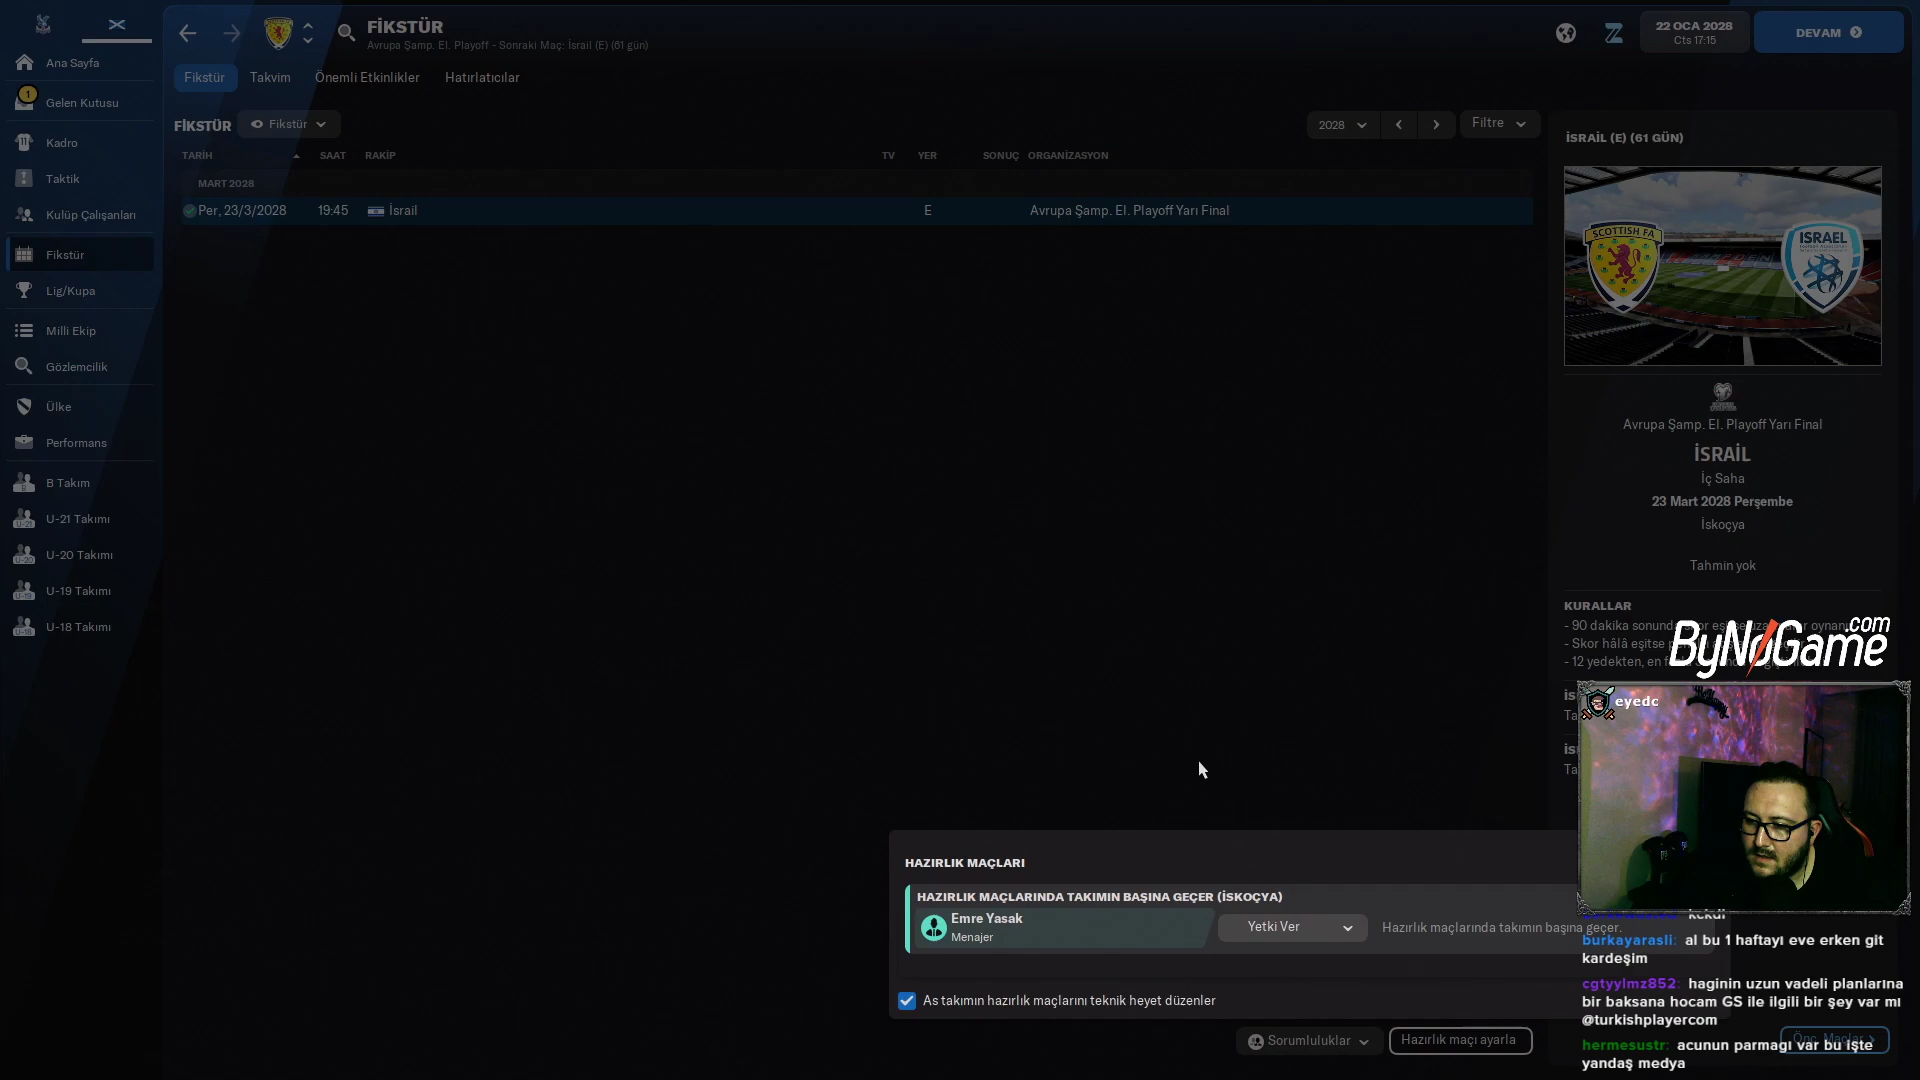 FİKSTÜR
Avrupa Şamp. El. Playoff - Sonraki Maç: İsrail (E) (61 gün)
22 OCA 2028
Cts 17:15
DEVAM
Ana Sayfa
1
Gelen Kutusu
Kadro
Taktik
Kulüp Çalışanları
Fikstür
Lig/Kupa
Milli Ekip
Gözlemcilik
Ülke
Performans
B Takım
U-21 Takımı
U-20 Takımı
U-19 Takımı
U-18 Takımı
Fikstür Takvim Önemli Etkinlikler Hatırlatıcılar
FİKSTÜR Fikstür
2028
Filtre
TARİH SAAT RAKİP TV YER SONUÇ ORGANİZASYON
MART 2028
Per, 23/3/2028 19:45 İsrail E Avrupa Şamp. El. Playoff Yarı Final
İSRAİL (E) (61 GÜN)
SCOTTISH FA
ISRAEL
Avrupa Şamp. El. Playoff Yarı Final
İSRAİL
İç Saha
23 Mart 2028 Perşembe
İskoçya
Tahmin yok
KURALLAR
- 90 dakika sonunda
- Skor hâlâ eşitse
- 12 yedekten, en
ByNoGame.com
eyedc
HAZIRLIK MAÇLARI
HAZIRLIK MAÇLARINDA TAKIMIN BAŞINA GEÇER (İSKOÇYA)
Emre Yasak
Menajer
Yetki Ver
Hazırlık maçlarında takımın başına geçer.
As takımın hazırlık maçlarını teknik heyet düzenler
Sorumluluklar
Hazırlık maçı ayarla
burkayarasli: al bu 1 haftayı eve erken git
kardeşim
cgtyylmz852: haginin uzun vadeli planlarına
bir baksana hocam GS ile ilgili bir şey var mı
@turkishplayercom
hermesustr: acunun parmagı var bu işte
yandaş medya